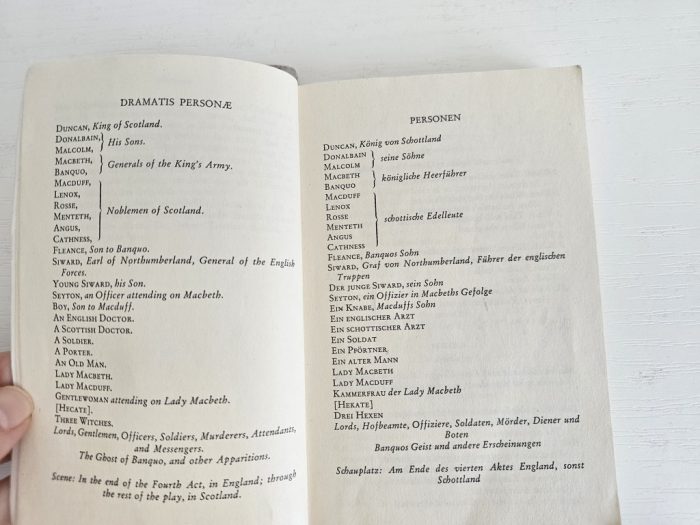 DRAMATIS PERSONÆ
DUNCAN, King of Scotland.
DONALBAIN,
MALCOLM,
His Sons.
MACBETH,
BANQUO,
Generals of the King's Army.
MACDUFF,
LENOX,
ROSSE,
MENTETH,
ANGUS,
CATHNESS,
Noblemen of Scotland.
FLEANCE, Son to Banquo.
SIWARD, Earl of Northumberland, General of the English
Forces.
YOUNG SIWARD, his Son.
SEYTON, an Officer attending on Macbeth.
BOY, Son to Macduff.
AN ENGLISH DOCTOR.
A SCOTTISH DOCTOR.
A SOLDIER.
A PORTER.
AN OLD MAN.
LADY MACBETH.
LADY MACDUFF.
GENTLEWOMAN attending on Lady Macbeth.
[HECATE].
THREE WITCHES.
Lords, Gentlemen, Officers, Soldiers, Murderers, Attendants,
and Messengers.
The Ghost of Banquo, and other Apparitions.
Scene: In the end of the Fourth Act, in England; through
the rest of the play, in Scotland.
PERSONEN
DUNCAN, König von Schottland
DONALBAIN
MALCOLM
seine Söhne
MACBETH
BANQUO
königliche Heerführer
MACDUFF
LENOX
ROSSE
MENTETH
ANGUS
CATHNESS
schottische Edelleute
FLEANCE, Banquos Sohn
SIWARD, Graf von Northumberland, Führer der englischen
Truppen
DER JUNGE SIWARD, sein Sohn
SEYTON, ein Offizier in Macbeths Gefolge
EIN KNABE, Macduffs Sohn
EIN ENGLISCHER ARZT
EIN SCHOTTISCHER ARZT
EIN SOLDAT
EIN PFÖRTNER
EIN ALTER MANN
LADY MACBETH
LADY MACDUFF
KAMMERFRAU der Lady Macbeth
[HEKATE]
DREI HEXEN
Lords, Hofbeamte, Offiziere, Soldaten, Mörder, Diener und
Boten
Banquos Geist und andere Erscheinungen
Schauplatz: Am Ende des vierten Aktes England, sonst
Schottland